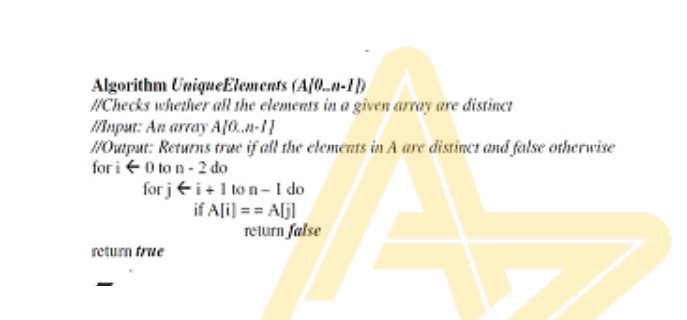 Algorithm UniqueElements (A[0..n-1])
//Checks whether all the elements in a given array are distinct
//Input: An array A[0..n-1]
//Output: Returns true if all the elements in A are distinct and false otherwise
for i ← 0 to n - 2 do
for j ← i + 1 to n – 1 do
if A[i] == A[j]
return false
return true